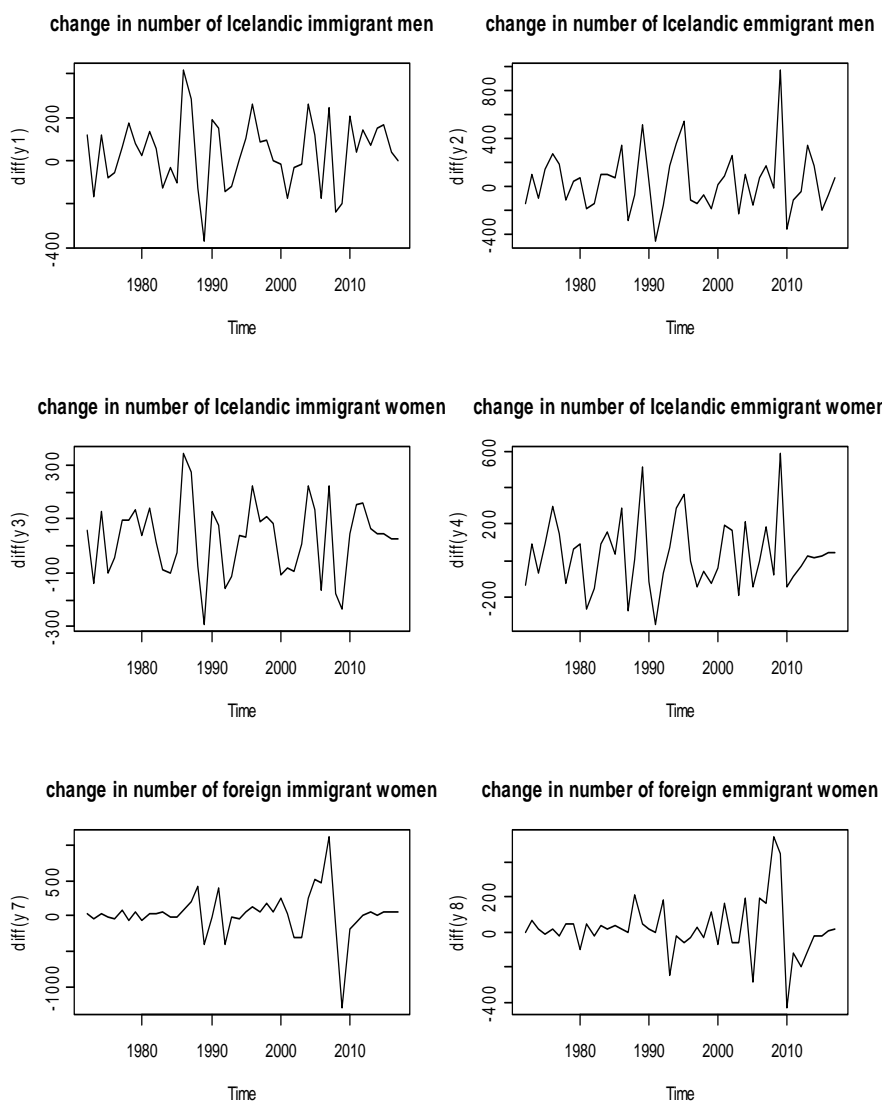 change in number of Icelandic immigrant men
diff(y1)
200
0
-400
1980 1990 2000 2010
Time
change in number of Icelandic emmigrant men
diff(y2)
800
400
0
-400
1980 1990 2000 2010
Time
change in number of Icelandic immigrant women
diff(y3)
300
100
-100
-300
1980 1990 2000 2010
Time
change in number of Icelandic emmigrant women
diff(y4)
600
200
-200
1980 1990 2000 2010
Time
change in number of foreign immigrant women
diff(y7)
500
0
-1000
1980 1990 2000 2010
Time
change in number of foreign emmigrant women
diff(y8)
200
0
-400
1980 1990 2000 2010
Time